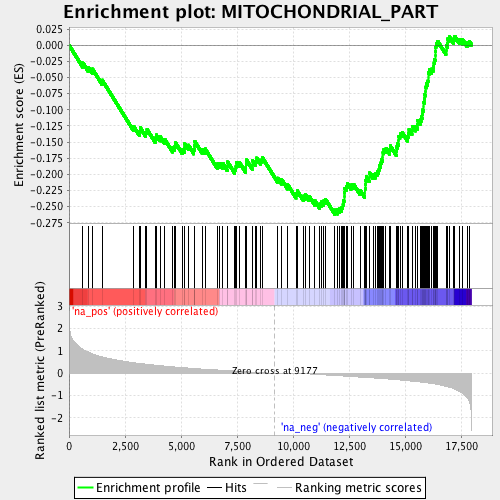 Enrichment plot: MITOCHONDRIAL_PART
Enrichment score (ES)
0.025
0.000
-0.025
-0.050
-0.075
-0.100
-0.125
-0.150
-0.175
-0.200
-0.225
-0.250
-0.275
'na_pos' (positively correlated)
Ranked list metric (PreRanked)
3
2
1
0
-1
-2
Zero cross at 9177
'na_neg' (negatively correlated)
0
2,500
5,000
7,500
10,000
12,500
15,000
17,500
Rank in Ordered Dataset
Enrichment profile
Hits
Ranking metric scores